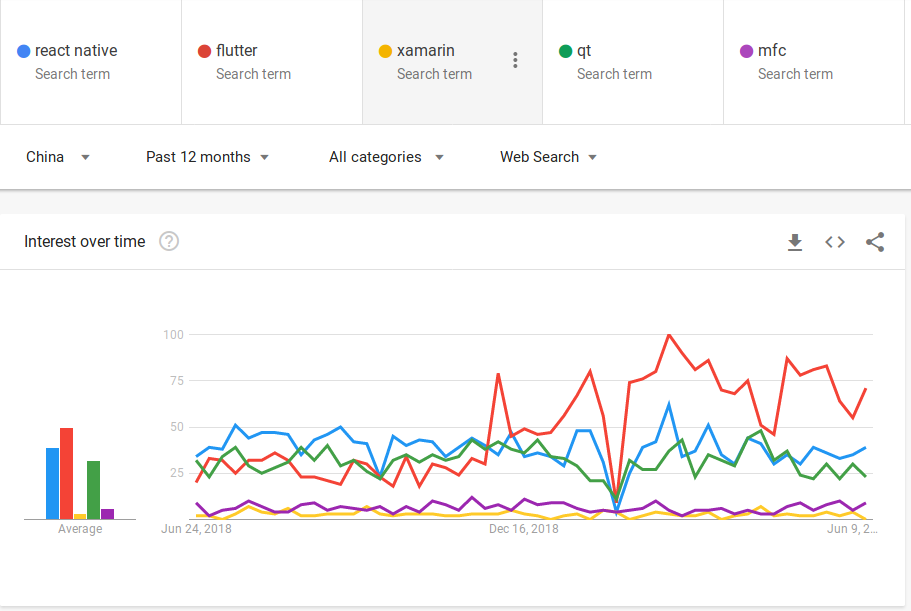 react native
Search term
flutter
Search term
xamarin
Search term
qt
Search term
mfc
Search term
China
Past 12 months
All categories
Web Search
Interest over time
100
75
50
25
Average
Jun 24, 2018
Dec 16, 2018
Jun 9, 2...